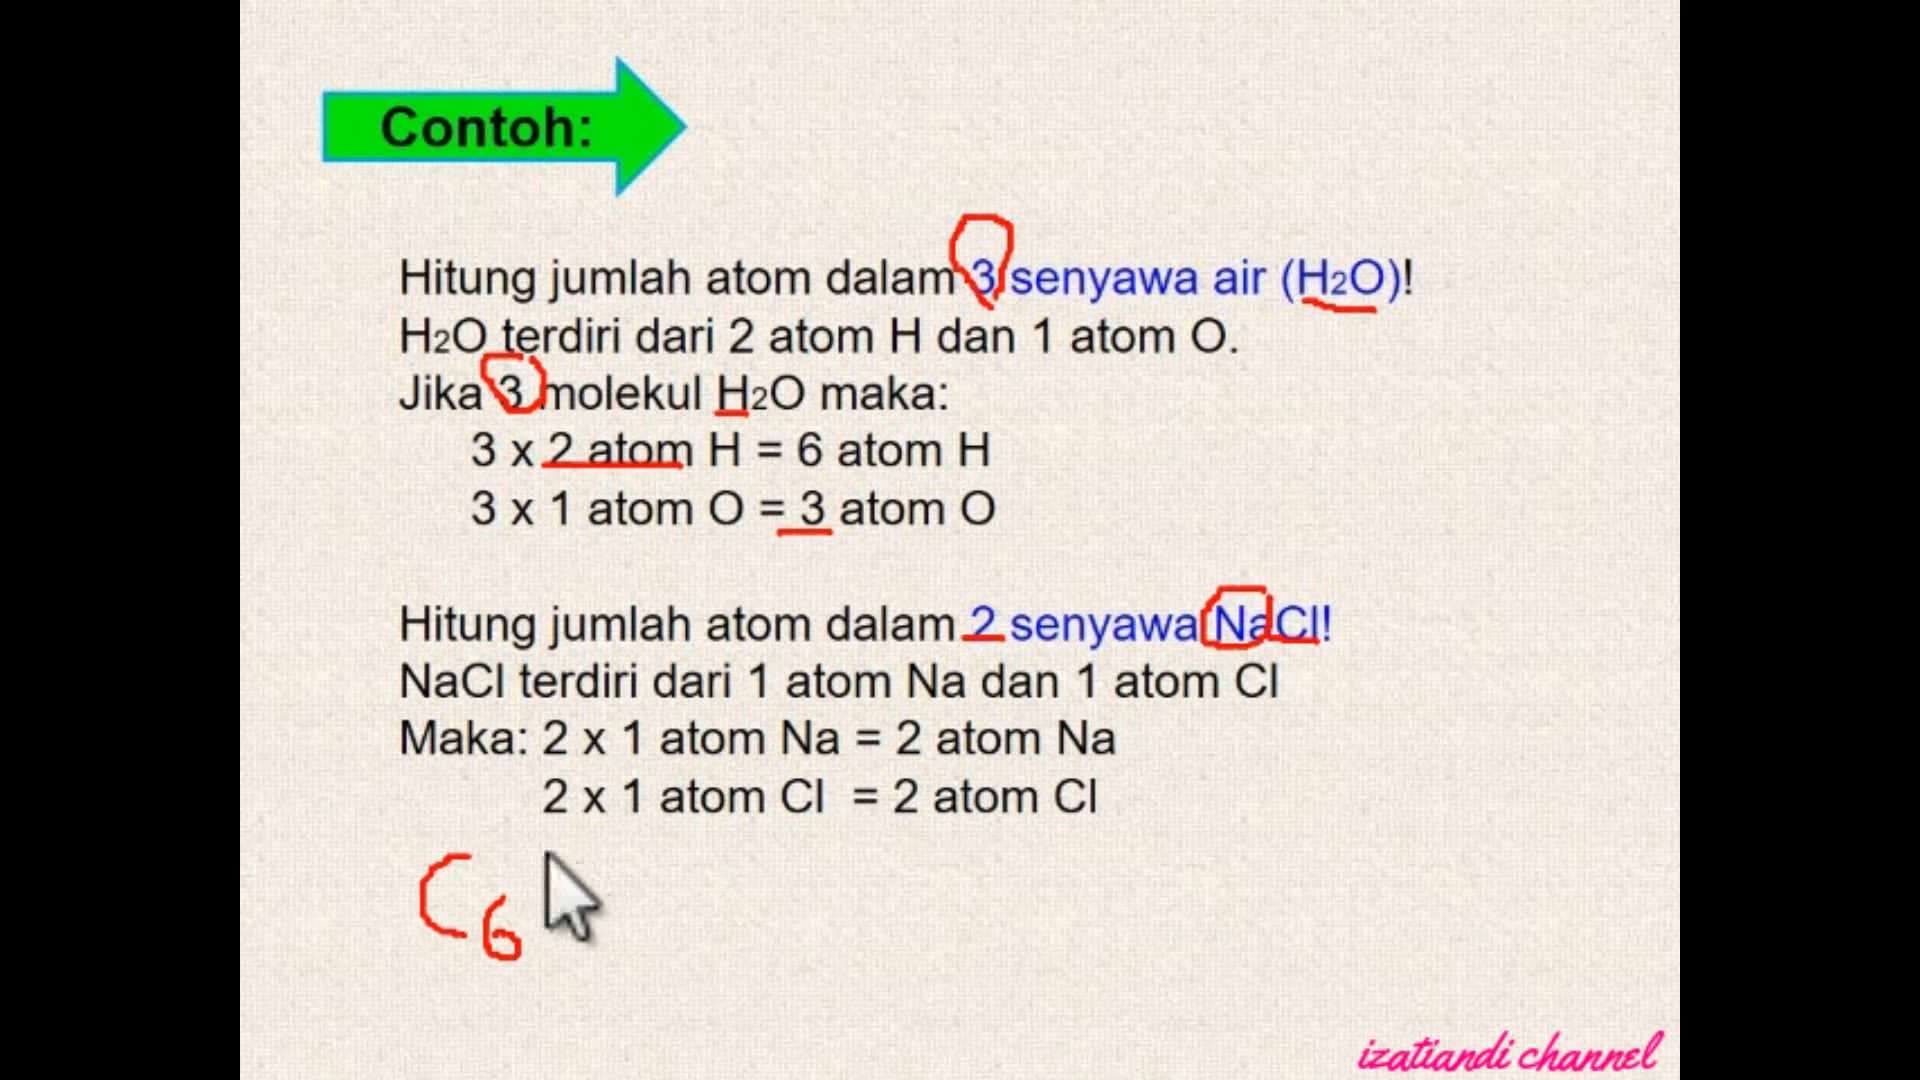 Contoh:
Hitung jumlah atom dalam 3 senyawa air (H2O)!
H2O terdiri dari 2 atom H dan 1 atom O.
Jika 3 molekul H2O maka:
3 x 2 atom H = 6 atom H
3 x 1 atom O = 3 atom O
Hitung jumlah atom dalam 2 senyawa NaCl!
NaCl terdiri dari 1 atom Na dan 1 atom Cl
Maka: 2 x 1 atom Na = 2 atom Na
2 x 1 atom Cl = 2 atom Cl
C6
izatiandi channel